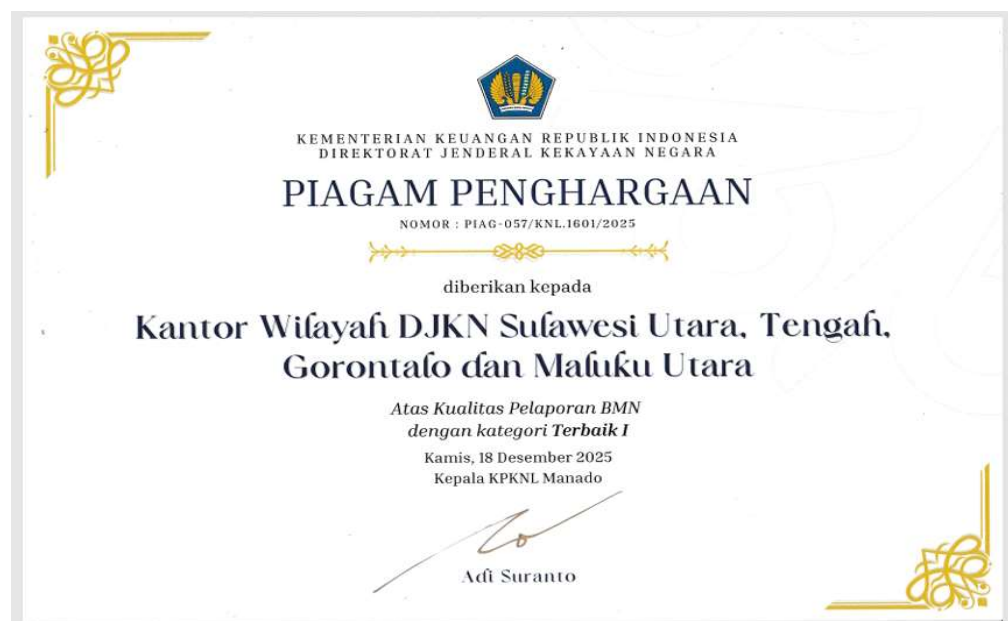 KEMENTERIAN KEUANGAN REPUBLIK INDONESIA
DIREKTORAT JENDERAL KEKAYAAN NEGARA
PIAGAM PENGHARGAAN
NOMOR : PIAG-057/KNL.1601/2025
diberikan kepada
Kantor Wilayah DJKN Sulawesi Utara, Tengah,
Gorontalo dan Maluku Utara
Atas Kualitas Pelaporan BMN
dengan kategori Terbaik I
Kamis, 18 Desember 2025
Kepala KPKNL Manado
Adi Suranto